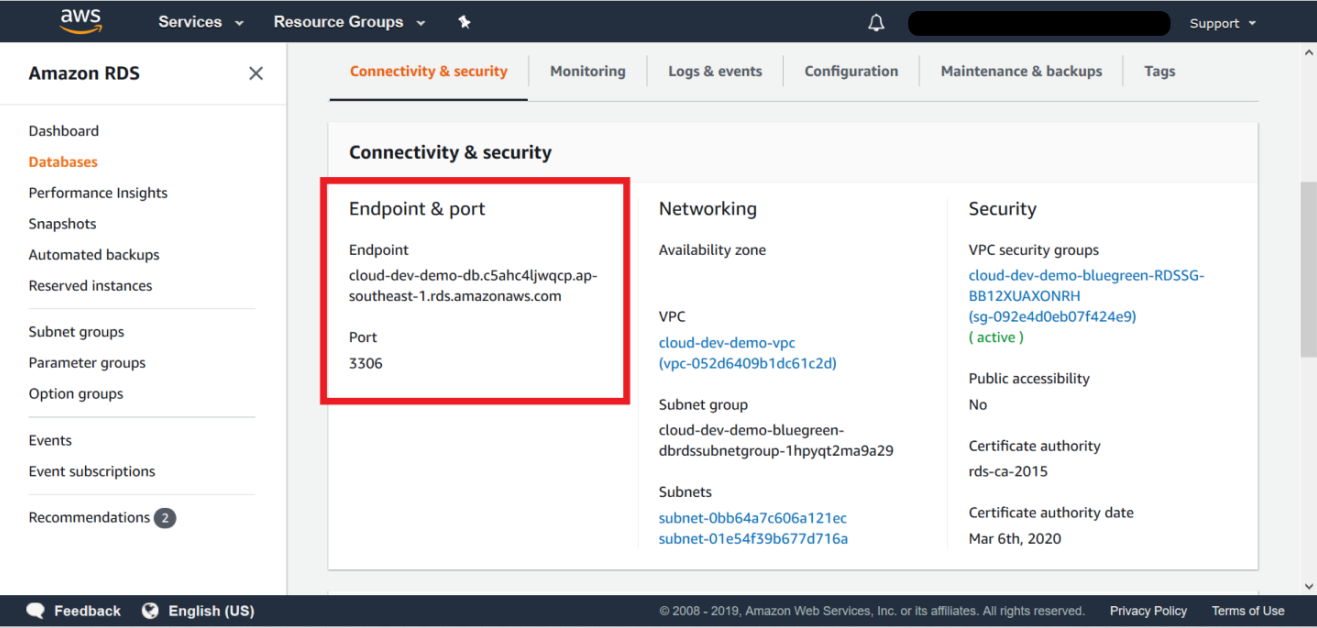 aws
Services
Resource Groups
Support
Amazon RDS
Dashboard
Databases
Performance Insights
Snapshots
Automated backups
Reserved instances
Subnet groups
Parameter groups
Option groups
Events
Event subscriptions
Recommendations 2
Connectivity & security
Monitoring
Logs & events
Configuration
Maintenance & backups
Tags
Connectivity & security
Endpoint & port
Endpoint
cloud-dev-demo-db.c5ahc4ljwqcp.ap-
southeast-1.rds.amazonaws.com
Port
3306
Networking
Availability zone
VPC
cloud-dev-demo-vpc
(vpc-052d6409b1dc61c2d)
Subnet group
cloud-dev-demo-bluegreen-
dbrdssubnetgroup-1hpyqt2ma9a29
Subnets
subnet-0bb64a7c606a121ec
subnet-01e54f39b677d716a
Security
VPC security groups
cloud-dev-demo-bluegreen-RDSSG-
BB12XUAXONRH
(sg-092e4d0eb07f424e9)
( active )
Public accessibility
No
Certificate authority
rds-ca-2015
Certificate authority date
Mar 6th, 2020
Feedback
English (US)
© 2008 - 2019, Amazon Web Services, Inc. or its affiliates. All rights reserved.
Privacy Policy
Terms of Use